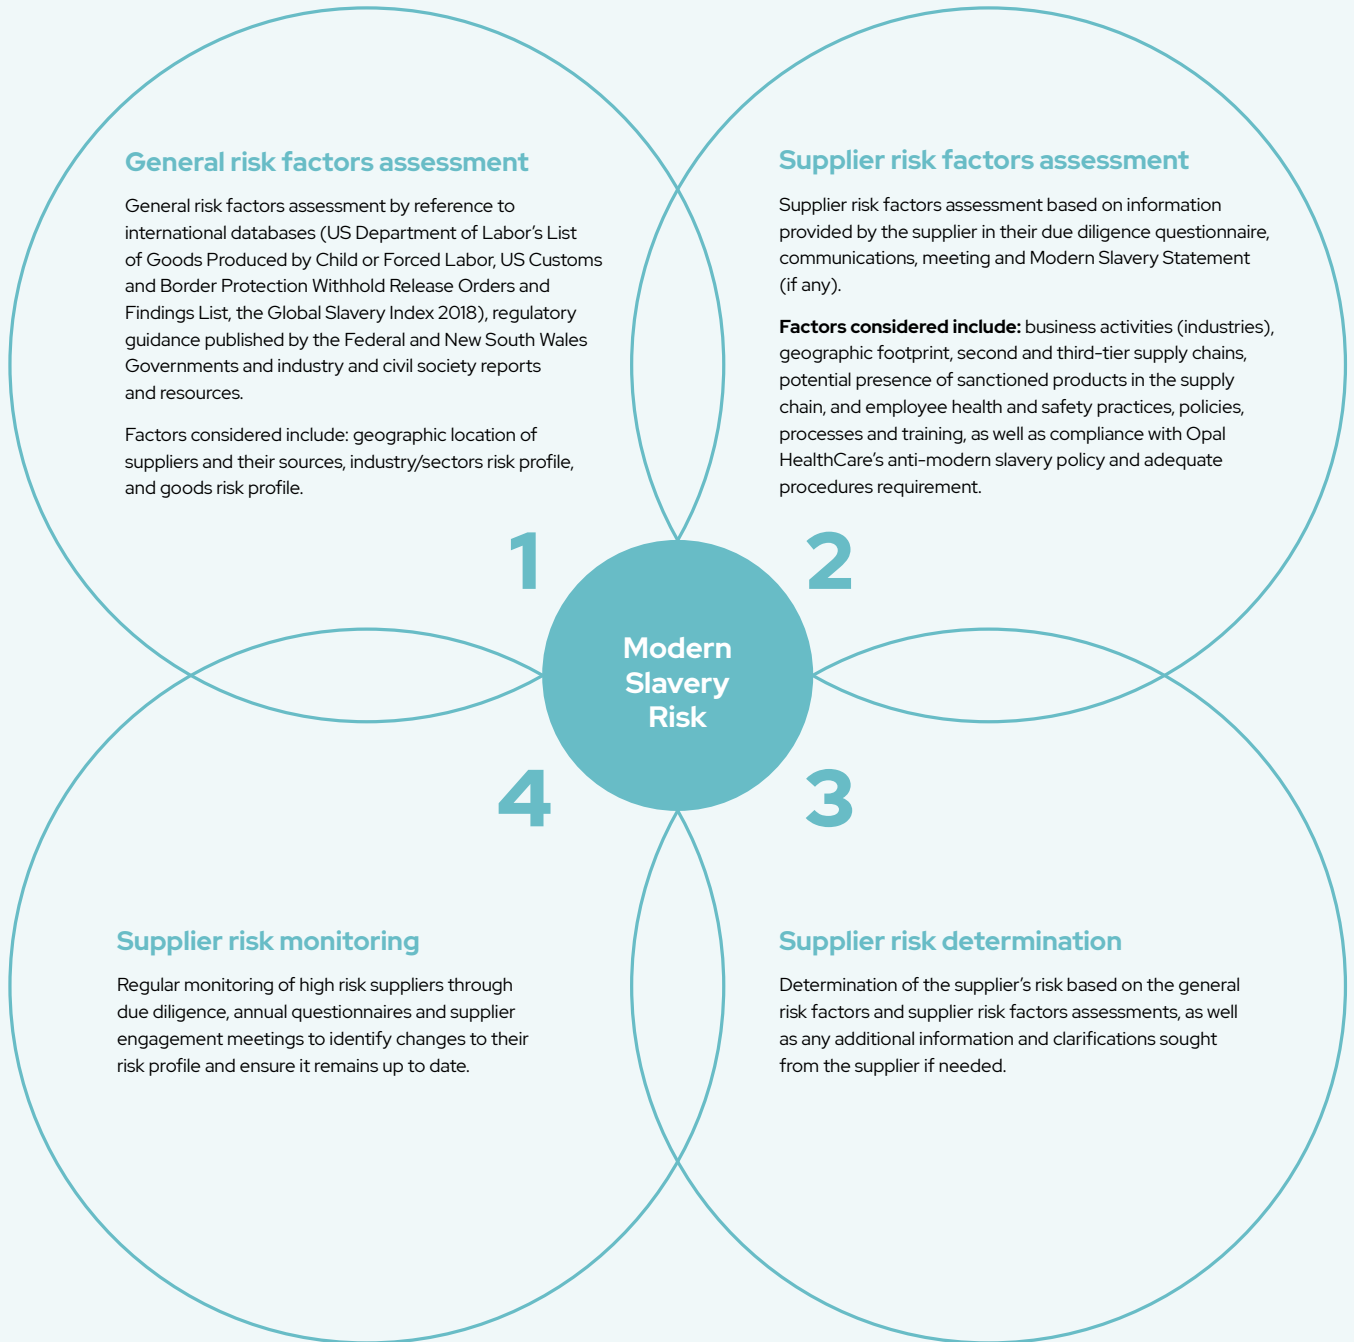 General risk factors assessment
General risk factors assessment by reference to
international databases (US Department of Labor's List
of Goods Produced by Child or Forced Labor, US Customs
and Border Protection Withhold Release Orders and
Findings List, the Global Slavery Index 2018), regulatory
guidance published by the Federal and New South Wales
Governments and industry and civil society reports
and resources.
Factors considered include: geographic location of
suppliers and their sources, industry/sectors risk profile,
and goods risk profile.
1
Supplier risk factors assessment
Supplier risk factors assessment based on information
provided by the supplier in their due diligence questionnaire,
communications, meeting and Modern Slavery Statement
(if any).
Factors considered include: business activities (industries),
geographic footprint, second and third-tier supply chains,
potential presence of sanctioned products in the supply
chain, and employee health and safety practices, policies,
processes and training, as well as compliance with Opal
HealthCare's anti-modern slavery policy and adequate
procedures requirement.
2
Modern
Slavery
Risk
3
Supplier risk determination
Determination of the supplier's risk based on the general
risk factors and supplier risk factors assessments, as well
as any additional information and clarifications sought
from the supplier if needed.
4
Supplier risk monitoring
Regular monitoring of high risk suppliers through
due diligence, annual questionnaires and supplier
engagement meetings to identify changes to their
risk profile and ensure it remains up to date.